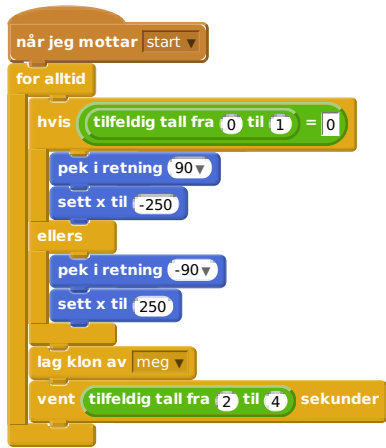 når jeg mottar start
for alltid
hvis tilfeldig tall fra 0 til 1 = 0
pek i retning 90
sett x til -250
ellers
pek i retning -90
sett x til 250
lag klon av meg
vent tilfeldig tall fra 2 til 4 sekunder